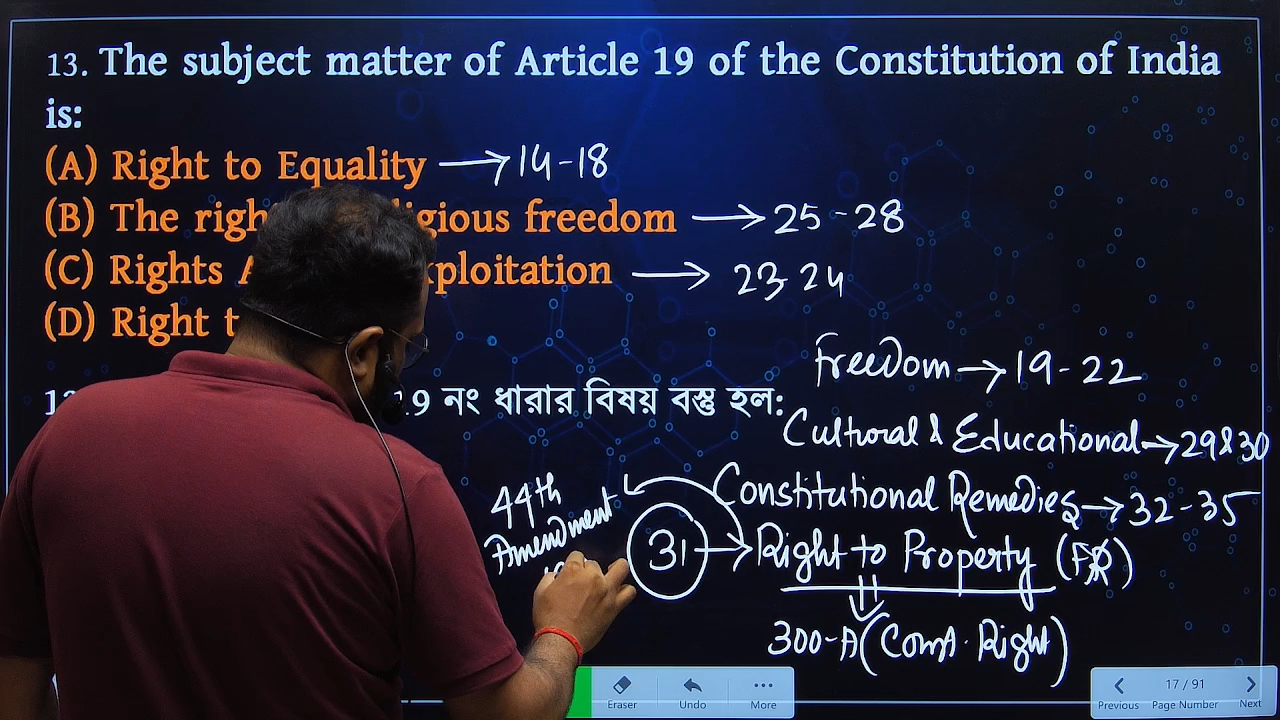 13. The subject matter of Article 19 of the Constitution of India
is:
(A) Right to Equality → 14-18
(B) The righ ligious freedom → 25-28
(C) Rights A xploitation → 23 24
(D) Right t
Freedom → 19-22
19 নং ধারার বিষয় বস্তু হল:
Cultural & Educational → 29&30
Constitutional Remedies → 32-35
44th
Amendment
31 → Right to Property (FR)
300-A (Const. Right)
Eraser Undo More
Previous 17 / 91 Page Number Next